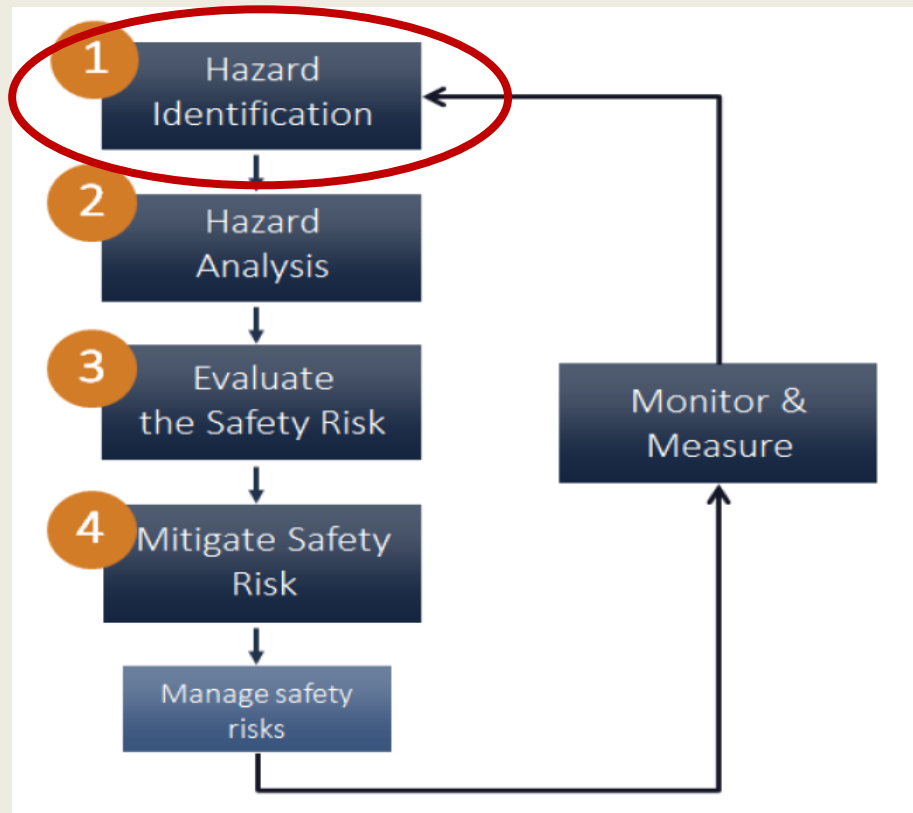 1
Hazard
Identification
2
Hazard
Analysis
3
Evaluate
the Safety Risk
4
Mitigate Safety
Risk
Manage safety
risks
Monitor &
Measure